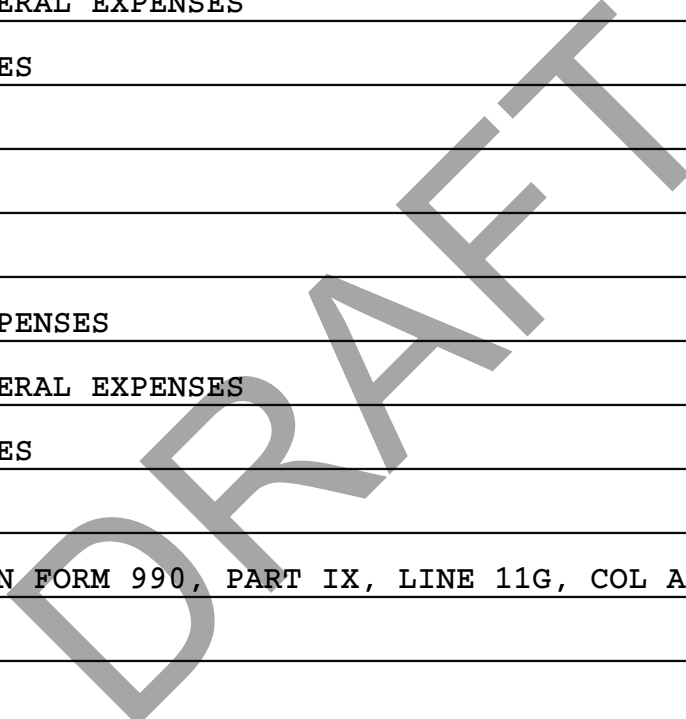 ERAL EXPENSES
ES
PENSES
ERAL EXPENSES
ES
N FORM 990, PART IX, LINE 11G, COL A
DRAFT